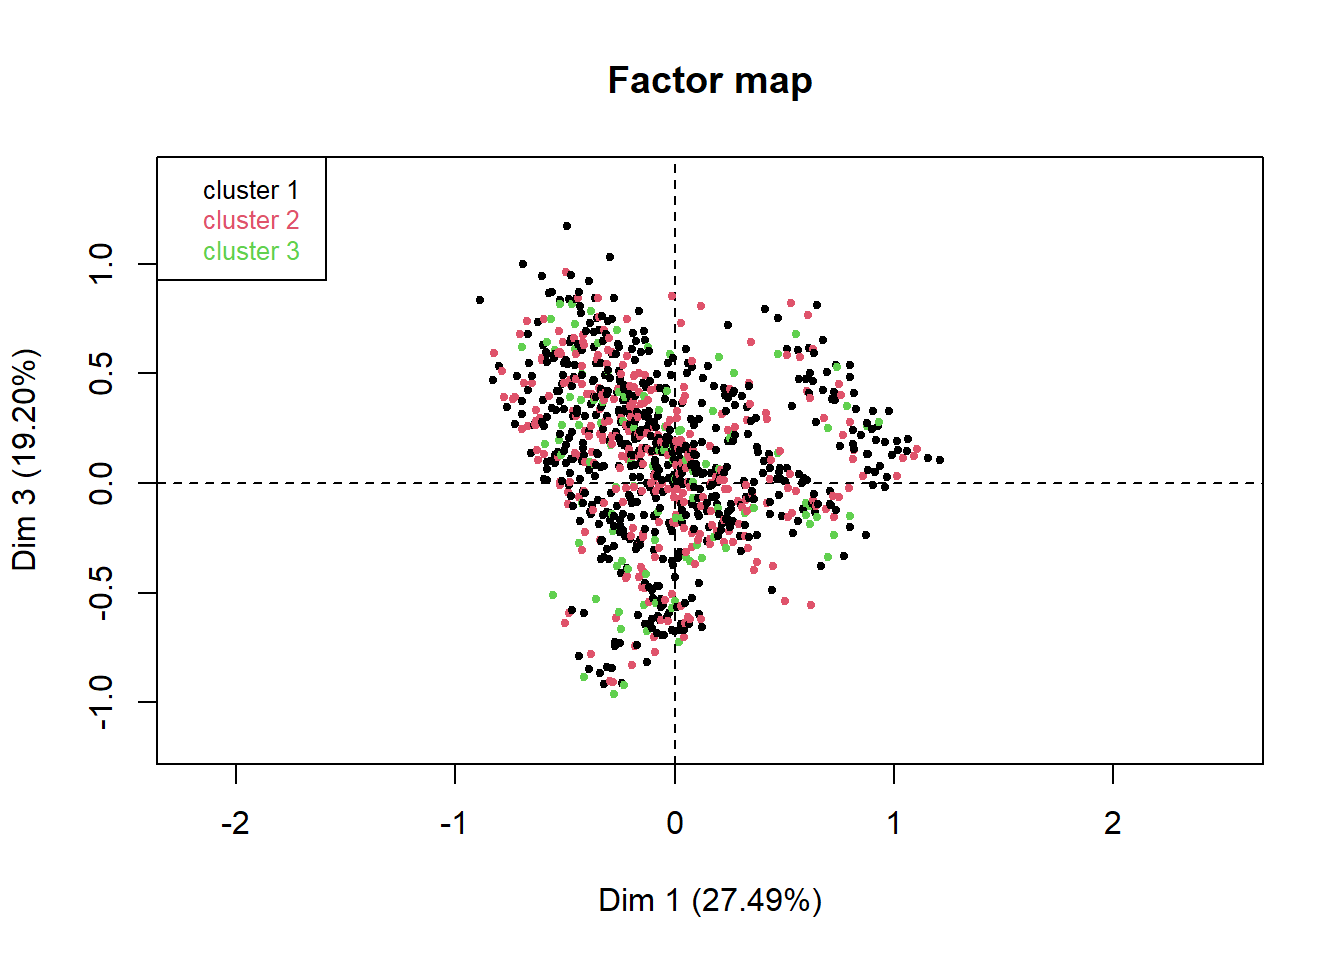 Factor map
cluster 1
cluster 2
cluster 3
1.0
0.5
0.0
-0.5
-1.0
Dim 3 (19.20%)
-2
-1
0
1
2
Dim 1 (27.49%)